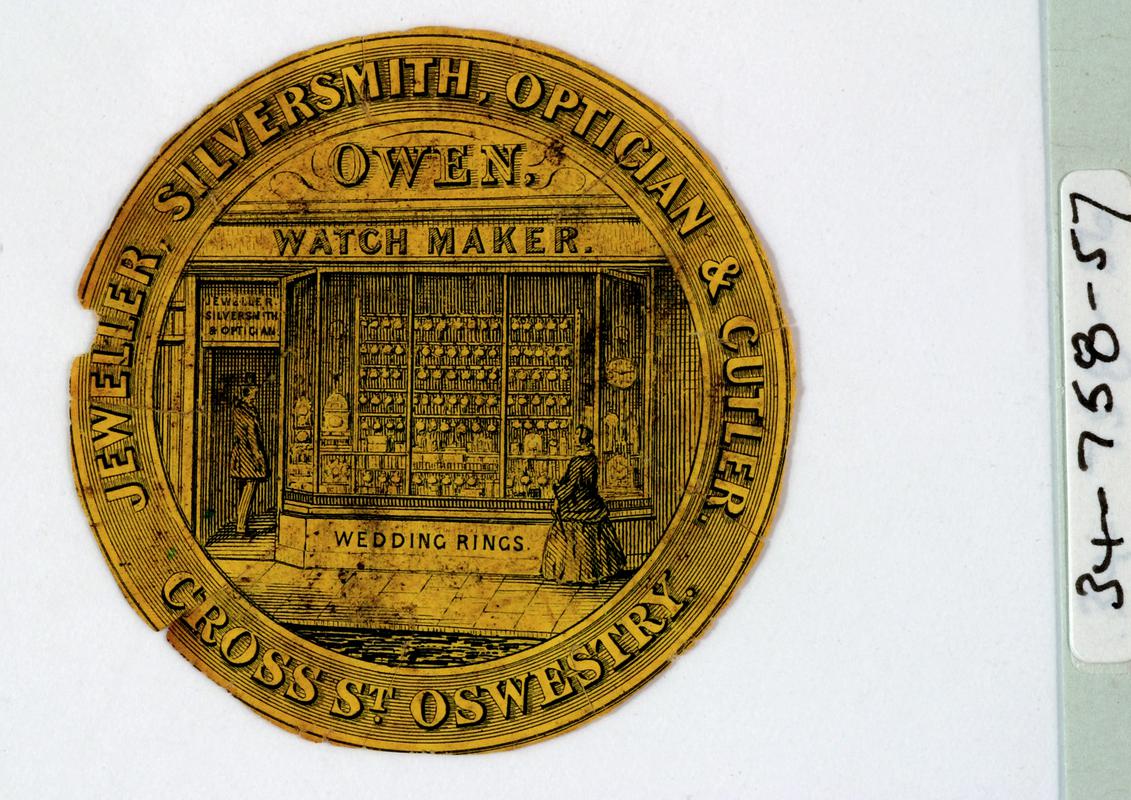 JEWELLER, SILVERSMITH, OPTICIAN & CUTLER.
OWEN,
WATCH MAKER.
JEWELLER
SILVERSMITH
& OPTICIAN
WEDDING RINGS.
CROSS ST OSWESTRY.
34-758-57